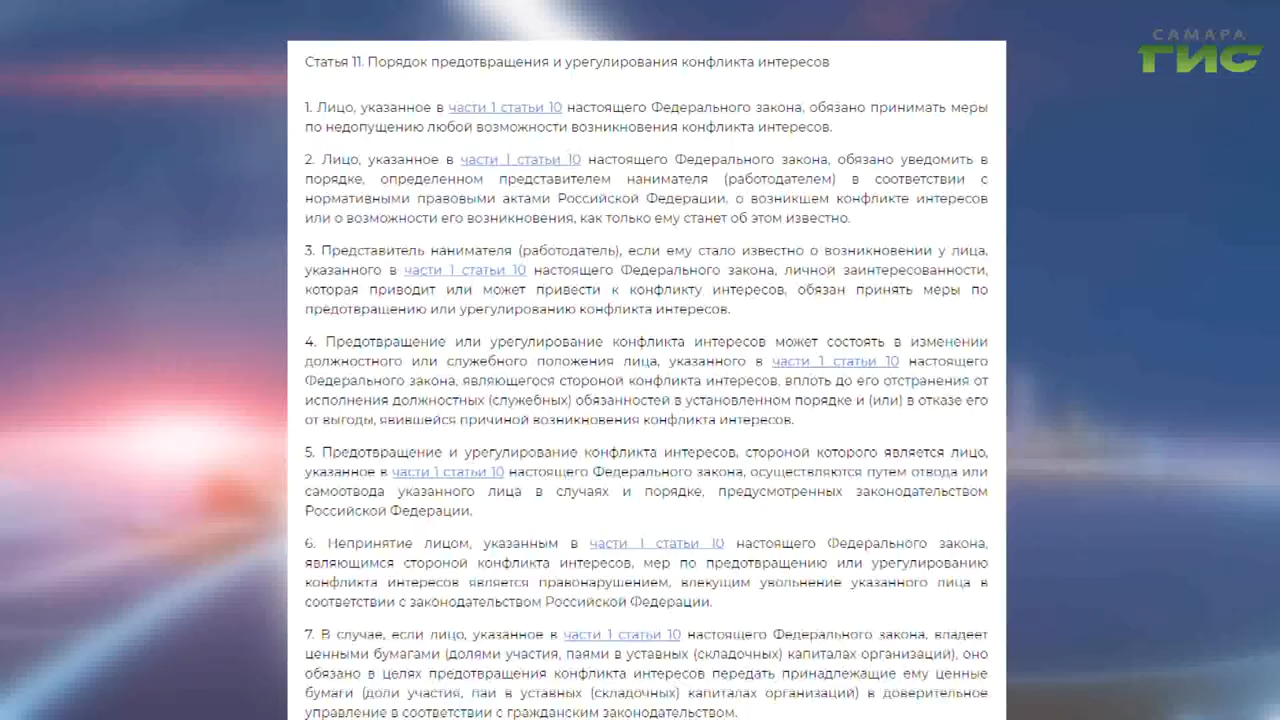 САМАРА
ГИС
Статья 11. Порядок предотвращения и урегулирования конфликта интересов
1. Лицо, указанное в части 1 статьи 10 настоящего Федерального закона, обязано принимать меры
по недопущению любой возможности возникновения конфликта интересов.
2. Лицо, указанное в части 1 статьи 10 настоящего Федерального закона, обязано уведомить в
порядке, определенном представителем нанимателя (работодателем) в соответствии с
нормативными правовыми актами Российской Федерации, о возникшем конфликте интересов
или о возможности его возникновения, как только ему станет об этом известно.
3. Представитель нанимателя (работодатель), если ему стало известно о возникновении у лица,
указанного в части 1 статьи 10 настоящего Федерального закона, личной заинтересованности,
которая приводит или может привести к конфликту интересов, обязан принять меры по
предотвращению или урегулированию конфликта интересов.
4. Предотвращение или урегулирование конфликта интересов может состоять в изменении
должностного или служебного положения лица, указанного в части 1 статьи 10 настоящего
Федерального закона, являющегося стороной конфликта интересов, вплоть до его отстранения от
исполнения должностных (служебных) обязанностей в установленном порядке и (или) в отказе его
от выгоды, явившейся причиной возникновения конфликта интересов.
5. Предотвращение и урегулирование конфликта интересов, стороной которого является лицо,
указанное в части 1 статьи 10 настоящего Федерального закона, осуществляются путем отвода или
самоотвода указанного лица в случаях и порядке, предусмотренных законодательством
Российской Федерации.
6. Непринятие лицом, указанным в части 1 статьи 10 настоящего Федерального закона,
являющимся стороной конфликта интересов, мер по предотвращению или урегулированию
конфликта интересов является правонарушением, влекущим увольнение указанного лица в
соответствии с законодательством Российской Федерации.
7. В случае, если лицо, указанное в части 1 статьи 10 настоящего Федерального закона, владеет
ценными бумагами (долями участия, паями в уставных (складочных) капиталах организаций), оно
обязано в целях предотвращения конфликта интересов передать принадлежащие ему ценные
бумаги (доли участия, паи в уставных (складочных) капиталах организаций) в доверительное
управление в соответствии с гражданским законодательством.